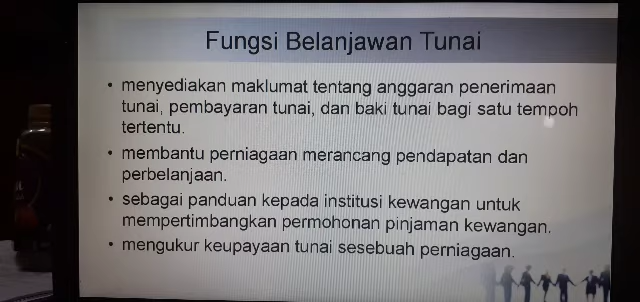 Fungsi Belanjawan Tunai
• menyediakan maklumat tentang anggaran penerimaan
tunai, pembayaran tunai, dan baki tunai bagi satu tempoh
tertentu.
• membantu perniagaan merancang pendapatan dan
perbelanjaan.
• sebagai panduan kepada institusi kewangan untuk
mempertimbangkan permohonan pinjaman kewangan.
• mengukur keupayaan tunai sesebuah perniagaan.